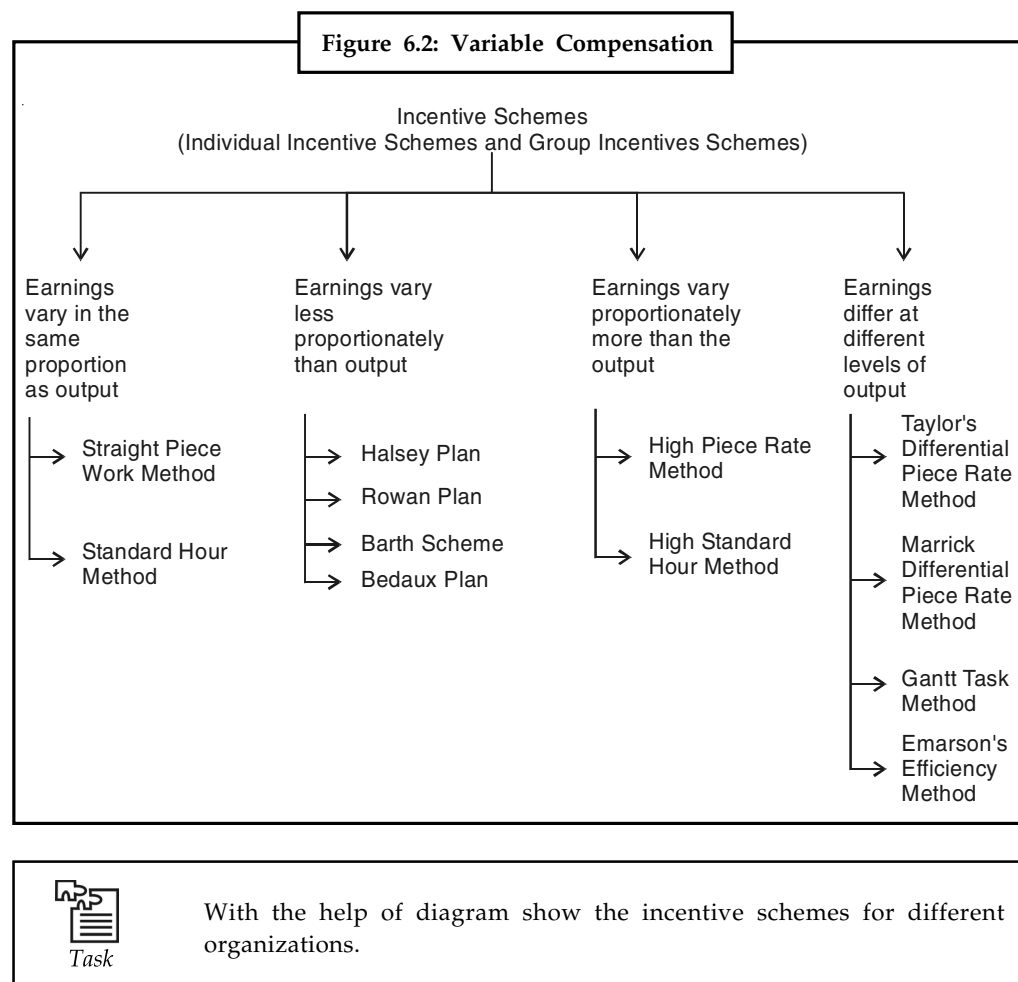 Figure 6.2: Variable Compensation
Incentive Schemes
(Individual Incentive Schemes and Group Incentives Schemes)
Earnings
vary in the
same
proportion
as output
Straight Piece
Work Method
Standard Hour
Method
Earnings vary
less
proportionately
than output
Halsey Plan
Rowan Plan
Barth Scheme
Bedaux Plan
Earnings vary
proportionately
more than the
output
High Piece Rate
Method
High Standard
Hour Method
Earnings
differ at
different
levels of
output
Taylor's
Differential
Piece Rate
Method
Marrick
Differential
Piece Rate
Method
Gantt Task
Method
Emarson's
Efficiency
Method
Task
With the help of diagram show the incentive schemes for different
organizations.